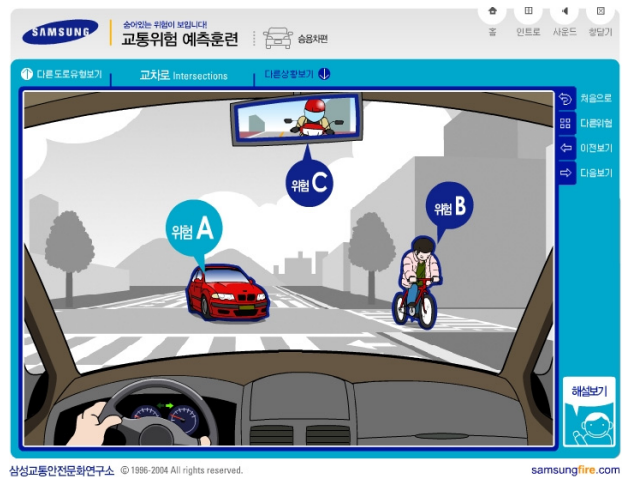 SAMSUNG
숨어있는 위험이 보입니다!
교통위험 예측훈련
승용차편
홈
인트로
사운드
창닫기
다른도로유형보기
교차로 Intersections
다른상황보기
처음으로
다른위험
이전보기
다음보기
위험 A
위험 B
위험 C
해설보기
삼성교통안전문화연구소 © 1996-2004 All rights reserved.
samsungfire.com